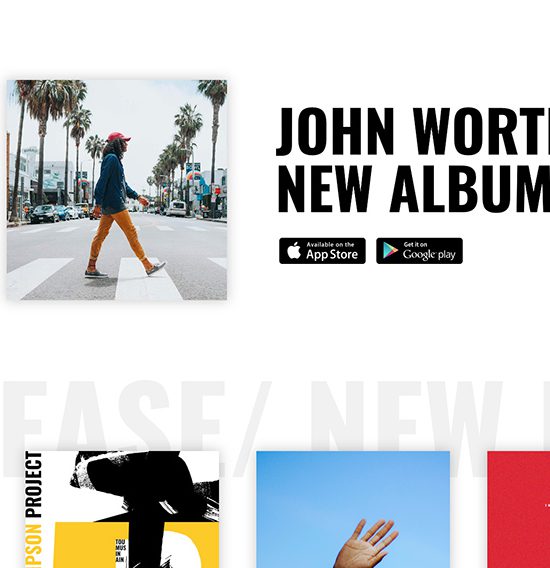 JOHN WORTH
NEW ALBUM
Available on the
App Store
Get it on
Google play
EASE/ NEW
PSON PROJECT
TOU
MUS
IN
AIN